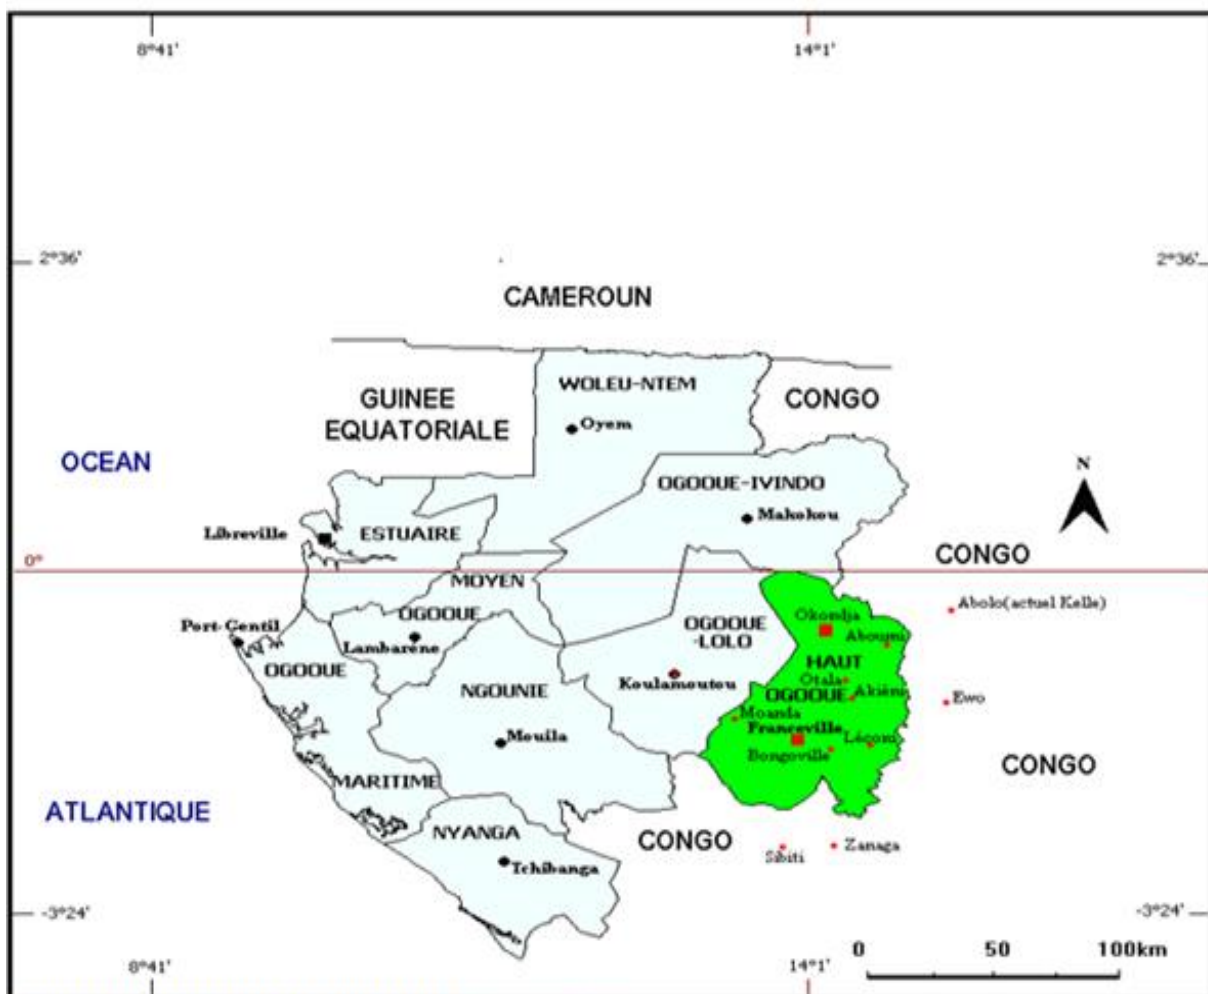 8°41'
14°1'
2°36'
2°36'
CAMEROUN
WOLEU-NTEM
GUINEE
EQUATORIALE
CONGO
Oyem
OCEAN
OGOOUE-IVINDO
N
Makokou
Libreville
ESTUAIRE
CONGO
0°
MOYEN
OGOOUE
Abolo(actuel Kelle)
Okondja
Port-Gentil
OGOOUE
-LOLO
Aboumi
Lambaréne
HAUT
OGOOUE
Otala
Koulamoutou
NGOUNIE
OGOOUE
Akiéni
Ewo
Moanda
Franceville
Mouila
Léconi
Bongoville
CONGO
MARITIME
ATLANTIQUE
NYANGA
CONGO
Sibiti
Zanaga
Tchibanga
-3°24'
-3°24'
0
50
100km
8°41'
14°1'